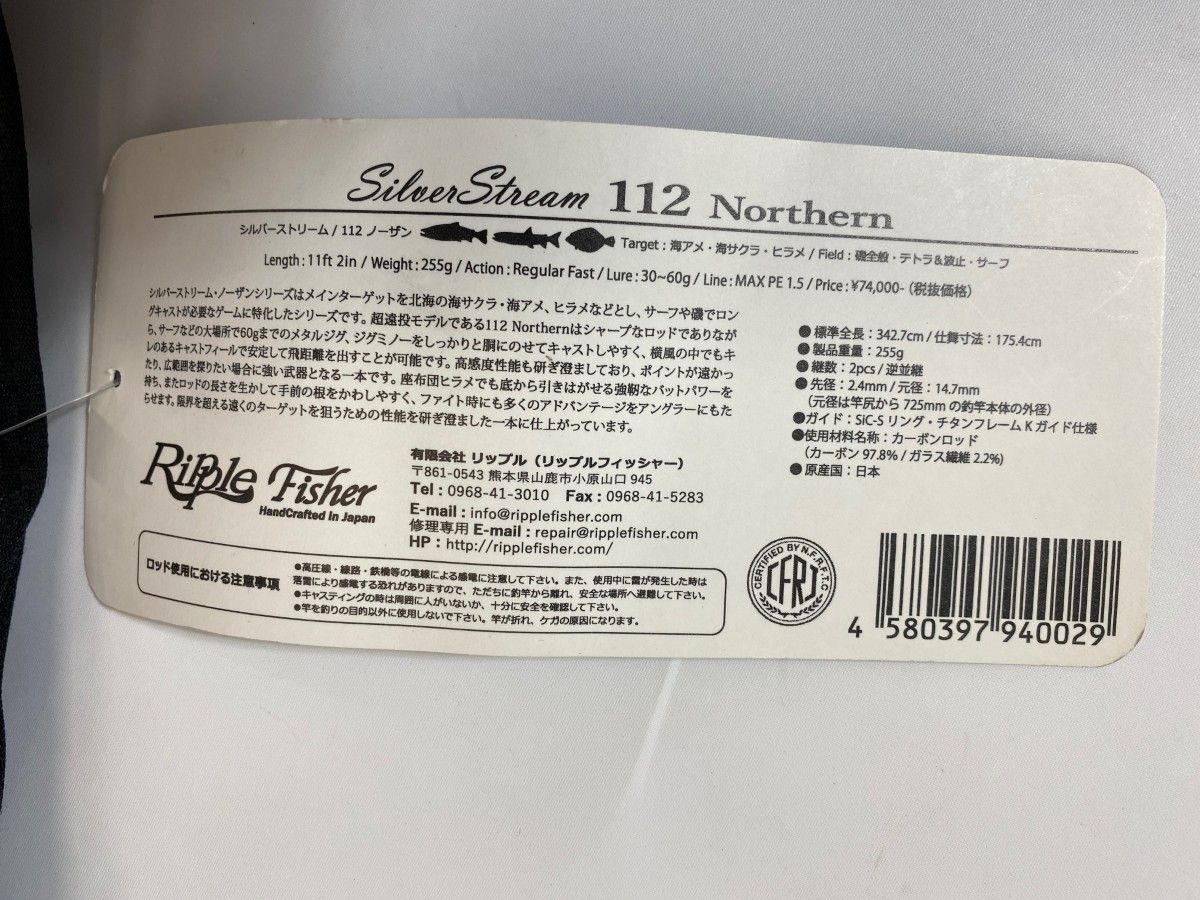 SilverStream 112 Northern
シルバーストリーム / 112 ノーザン Target : 海アメ・海サクラ・ヒラメ / Field : 磯全般・テトラ＆波止・サーフ
Length : 11ft 2in / Weight : 255g / Action : Regular Fast / Lure : 30~60g / Line : MAX PE 1.5 / Price : ¥74,000- (税抜価格)
シルバーストリーム・ノーザンシリーズはメインターゲットを北海の海サクラ・海アメ、ヒラメなどとし、サーフや磯でロン
グキャストが必要なゲームに特化したシリーズです。超遠投モデルである112 Northernはシャープなロッドでありなが
ら、サーフなどの大場所で60gまでのメタルジグ、ジグミノーをしっかりと胴にのせてキャストしやすく、横風の中でもキ
レのあるキャストフィールで安定して飛距離を出すことが可能です。高感度性能も研ぎ澄ましており、ポイントが遠かっ
たり、広範囲を探りたい場合に強い武器となる一本です。座布団ヒラメでも底から引きはがせる強靭なバットパワーを
持ち、またロッドの長さを生かして手前の根をかわしやすく、ファイト時にも多くのアドバンテージをアングラーにもた
らせます。限界を超える遠くのターゲットを狙うための性能を研ぎ澄ました一本に仕上がっています。
●標準全長：342.7cm / 仕舞寸法：175.4cm
●製品重量：255g
●継数：2pcs / 逆並継
●先径：2.4mm / 元径：14.7mm
（元径は竿尻から 725mm の釣竿本体の外径）
●ガイド：SiC-S リング・チタンフレーム K ガイド仕様
●使用材料名称：カーボンロッド
（カーボン 97.8% / ガラス繊維 2.2%）
●原産国：日本
Ripple Fisher
HandCrafted In Japan
有限会社 リップル（リップルフィッシャー）
〒861-0543 熊本県山鹿市小原山口 945
Tel : 0968-41-3010 Fax : 0968-41-5283
E-mail : info@ripplefisher.com
修理専用 E-mail : repair@ripplefisher.com
HP : http://ripplefisher.com/
ロッド使用における注意事項
●高圧線・線路・鉄橋等の電線による感電に注意して下さい。また、使用中に雷が発生した時は
落雷により感電する恐れがありますので、ただちに釣竿から離れ、安全な場所へ避難して下さい。
●キャスティングの時は周囲に人がいないか、十分に安全を確認して下さい。
●竿を釣りの目的以外に使用しないで下さい。竿が折れ、ケガの原因になります。
CERTIFIED BY N.F.R.F.T.C
CFRJ
4 580397 940029